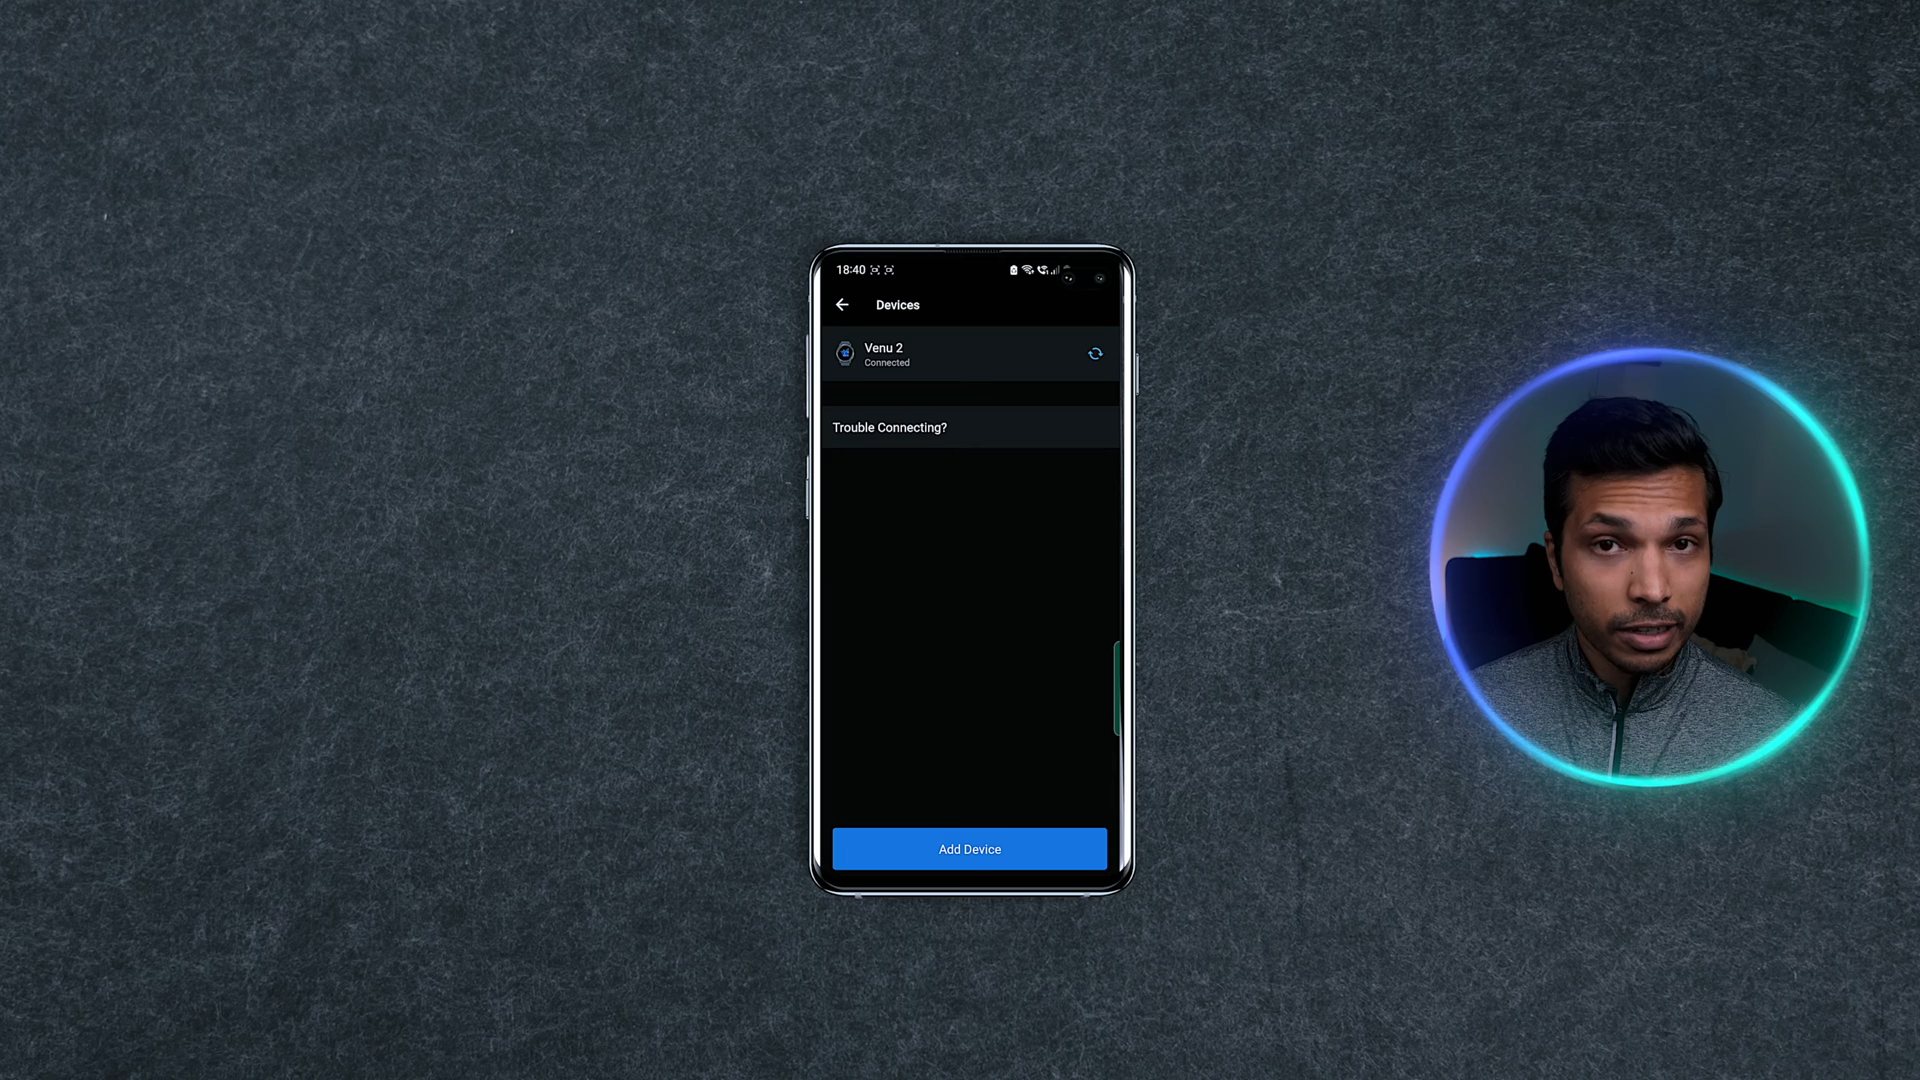 18:40
Devices
Venu 2
Connected
Trouble Connecting?
Add Device